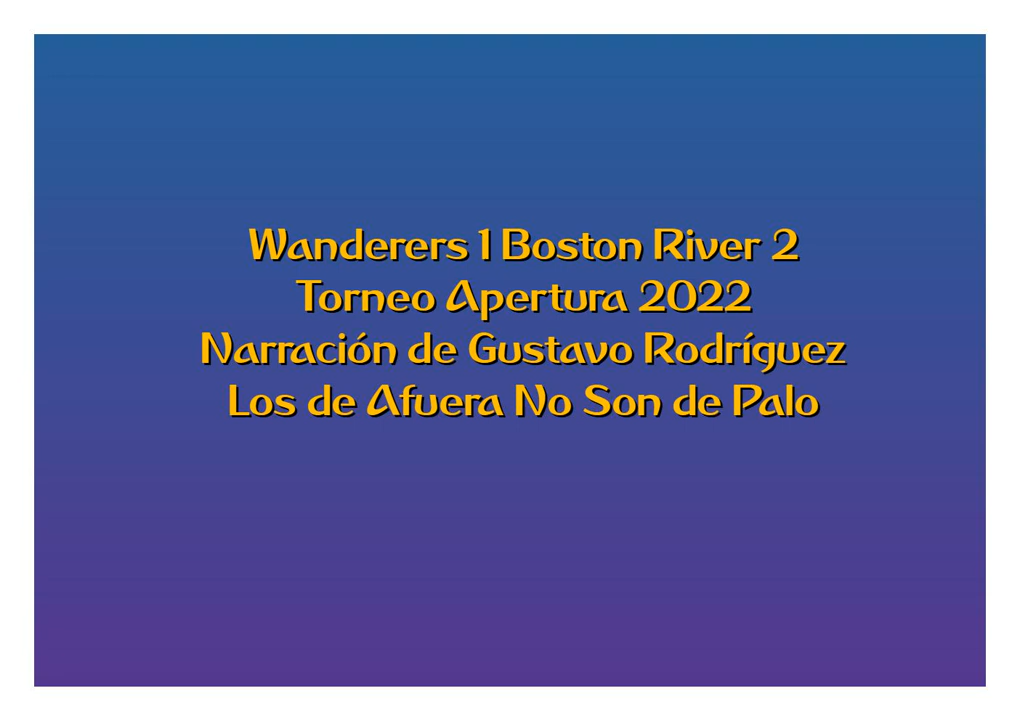 Wanderers 1 Boston River 2
Torneo Apertura 2022
Narración de Gustavo Rodríguez
Los de Afuera No Son de Palo